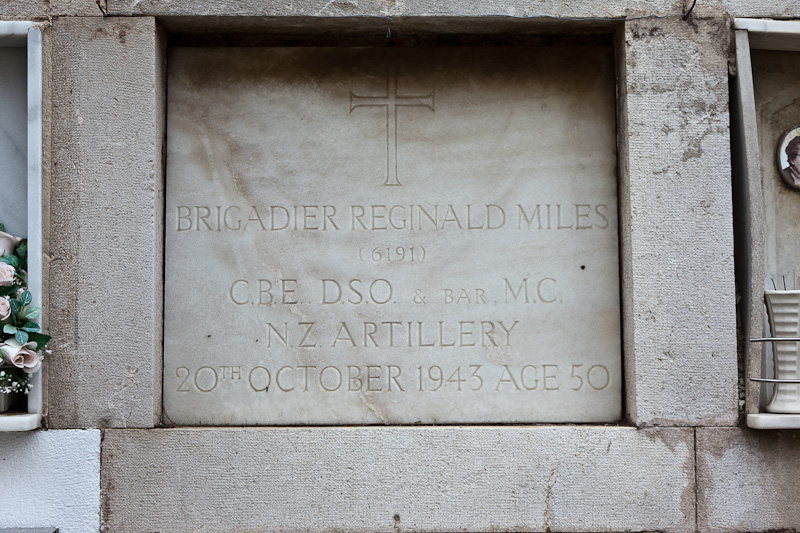 BRIGADIER REGINALD MILES
(6191)
C.B.E., D.S.O. & BAR, M.C.
N.Z. ARTILLERY
20TH OCTOBER 1943 AGE 50